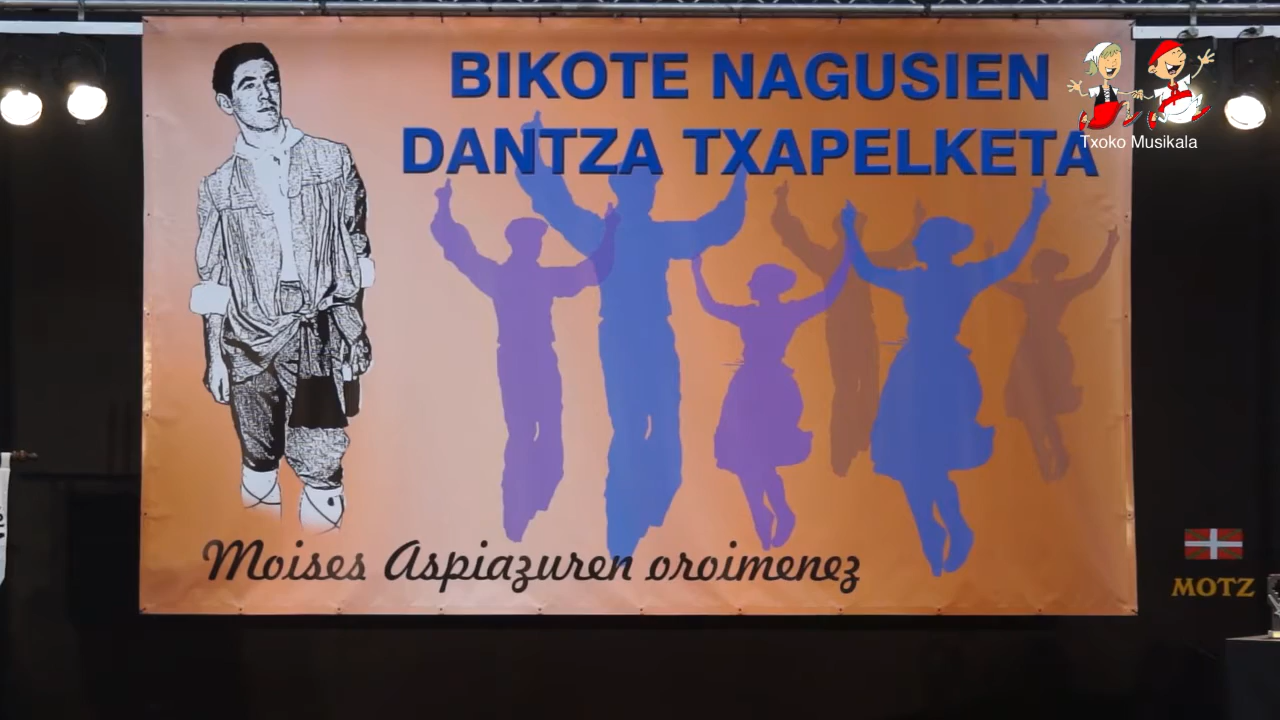 BIKOTE NAGUSIEN
DANTZA TXAPELKETA
Txoko Musikala
Moises Aspiazuren oroimenez
MOTZ